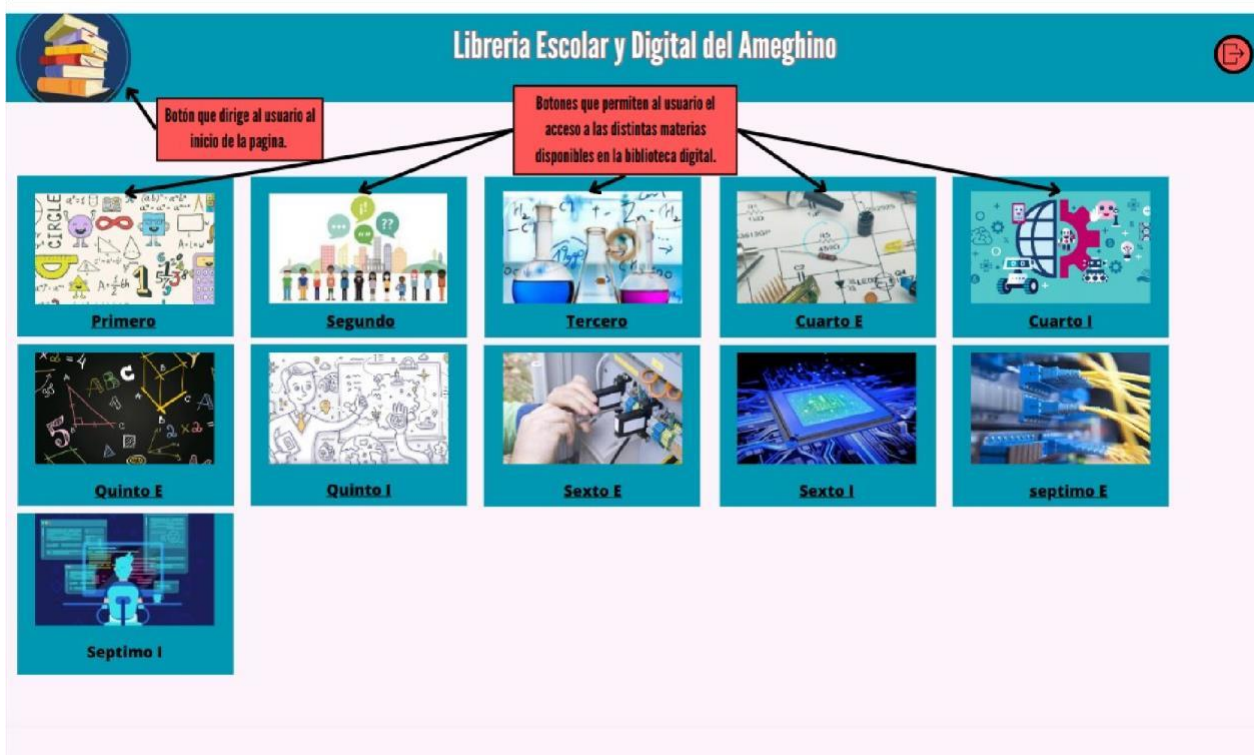 Libreria Escolar y Digital del Ameghino
Botón que dirige al usuario al
inicio de la pagina.
Botones que permiten al usuario el
acceso a las distintas materias
disponibles en la biblioteca digital.
CIRCLE
Primero
Segundo
Tercero
Cuarto E
Cuarto I
Quinto E
Quinto I
Sexto E
Sexto I
septimo E
Septimo I